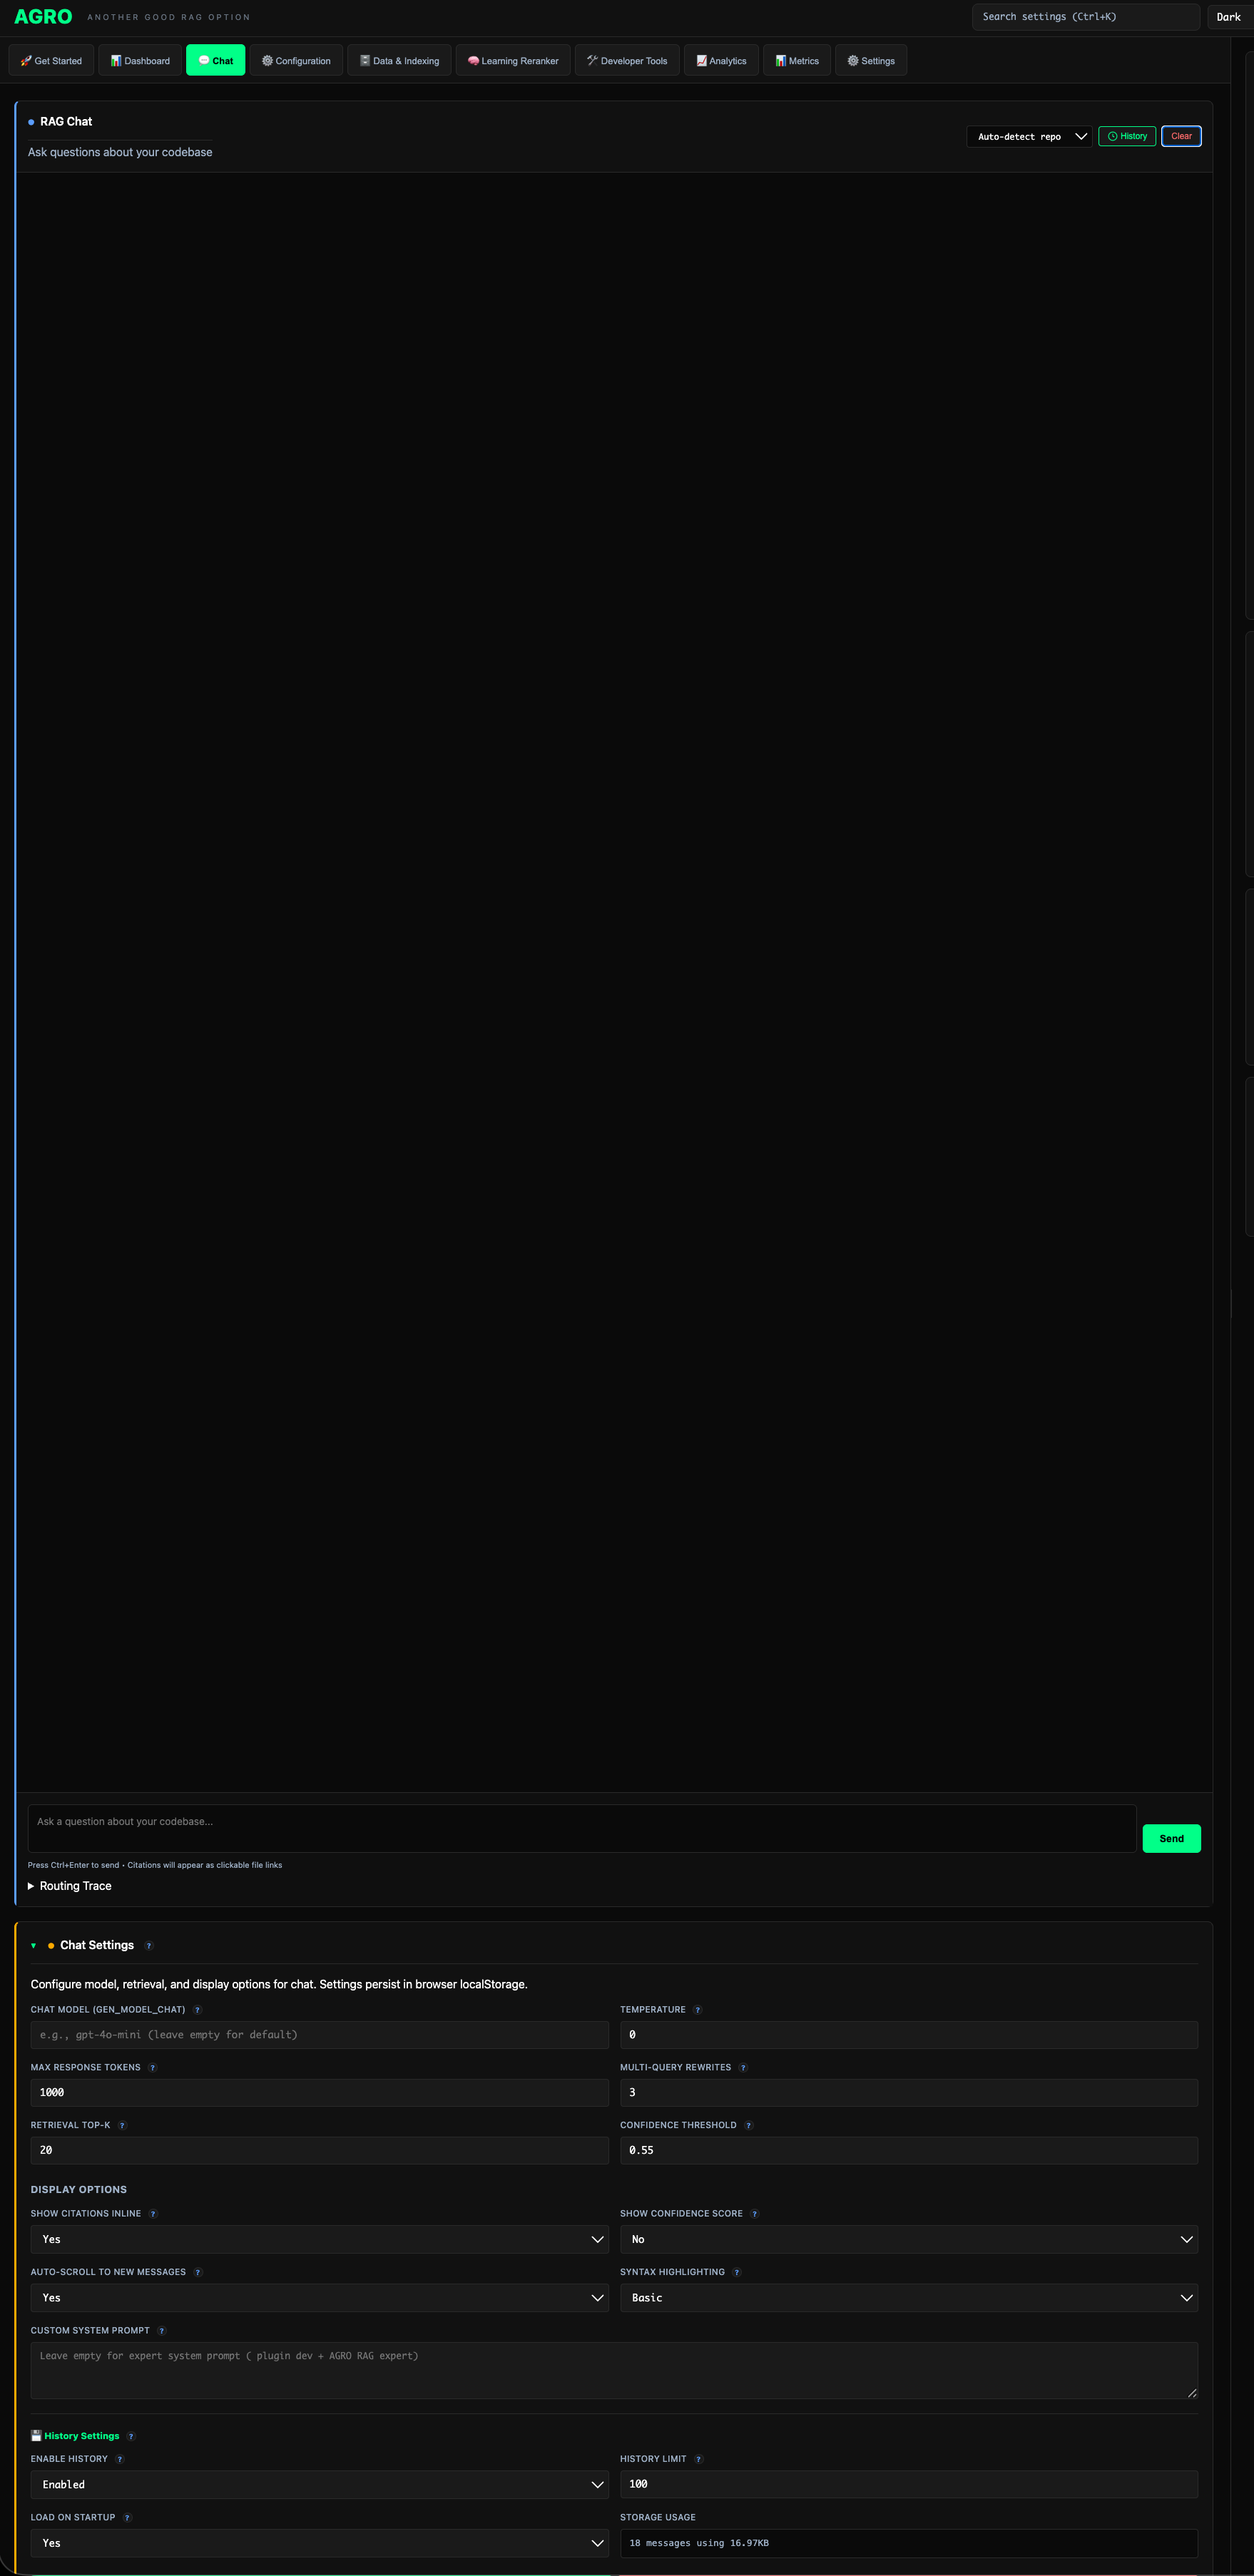 AGRO ANOTHER GOOD RAG OPTION Search settings (Ctrl+K) Dark
🚀 Get Started 📊 Dashboard 💬 Chat ⚙️ Configuration 🗄️ Data & Indexing 🧠 Learning Reranker 🛠️ Developer Tools 📈 Analytics 📊 Metrics ⚙️ Settings
RAG Chat
Ask questions about your codebase
Auto-detect repo History Clear
Ask a question about your codebase...
Send
Press Ctrl+Enter to send • Citations will appear as clickable file links
▶ Routing Trace
▼ Chat Settings ?
Configure model, retrieval, and display options for chat. Settings persist in browser localStorage.
CHAT MODEL (GEN_MODEL_CHAT) ? TEMPERATURE ?
e.g., gpt-4o-mini (leave empty for default) 0
MAX RESPONSE TOKENS ? MULTI-QUERY REWRITES ?
1000 3
RETRIEVAL TOP-K ? CONFIDENCE THRESHOLD ?
20 0.55
DISPLAY OPTIONS
SHOW CITATIONS INLINE ? SHOW CONFIDENCE SCORE ?
Yes No
AUTO-SCROLL TO NEW MESSAGES ? SYNTAX HIGHLIGHTING ?
Yes Basic
CUSTOM SYSTEM PROMPT ?
Leave empty for expert system prompt ( plugin dev + AGRO RAG expert)
💾 History Settings ?
ENABLE HISTORY ? HISTORY LIMIT ?
Enabled 100
LOAD ON STARTUP ? STORAGE USAGE
Yes 18 messages using 16.97KB